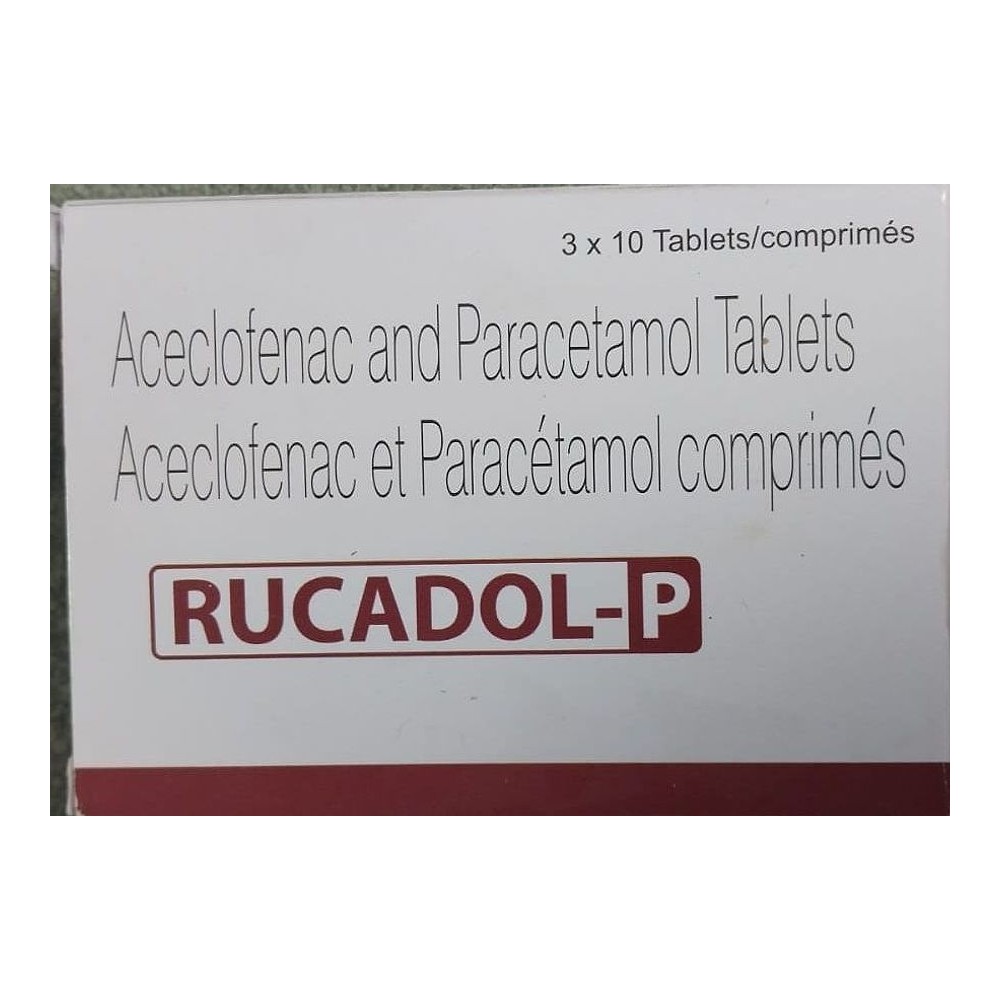 3 x 10 Tablets/comprimés
Aceclofenac and Paracetamol Tablets
Aceclofenac et Paracétamol comprimés
RUCADOL-P